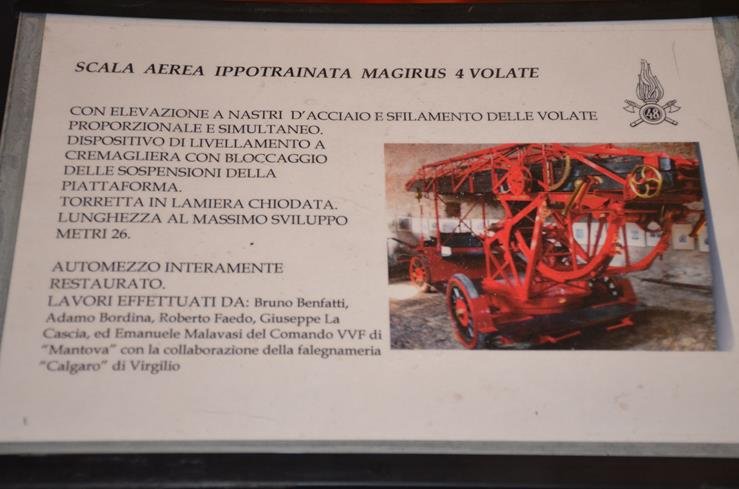 SCALA AEREA IPPOTRAINATA MAGIRUS 4 VOLATE
48
CON ELEVAZIONE A NASTRI D'ACCIAIO E SFILAMENTO DELLE VOLATE
PROPORZIONALE E SIMULTANEO.
DISPOSITIVO DI LIVELLAMENTO A
CREMAGLIERA CON BLOCCAGGIO
DELLE SOSPENSIONI DELLA
PIATTAFORMA.
TORRETTA IN LAMIERA CHIODATA.
LUNGHEZZA AL MASSIMO SVILUPPO
METRI 26.
AUTOMEZZO INTERAMENTE
RESTAURATO.
LAVORI EFFETTUATI DA: Bruno Benfatti,
Adamo Bordina, Roberto Faedo, Giuseppe La
Cascia, ed Emanuele Malavasi del Comando VVF di
"Mantova" con la collaborazione della falegnameria
"Calgaro" di Virgilio